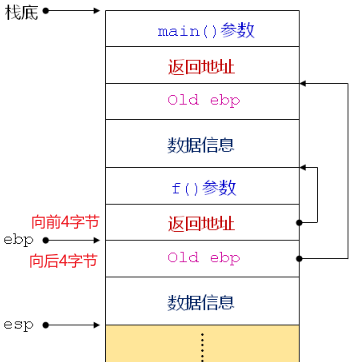 栈底
main()参数
返回地址
Old ebp
数据信息
f()参数
向前4字节
返回地址
ebp
Old ebp
向后4字节
数据信息
esp